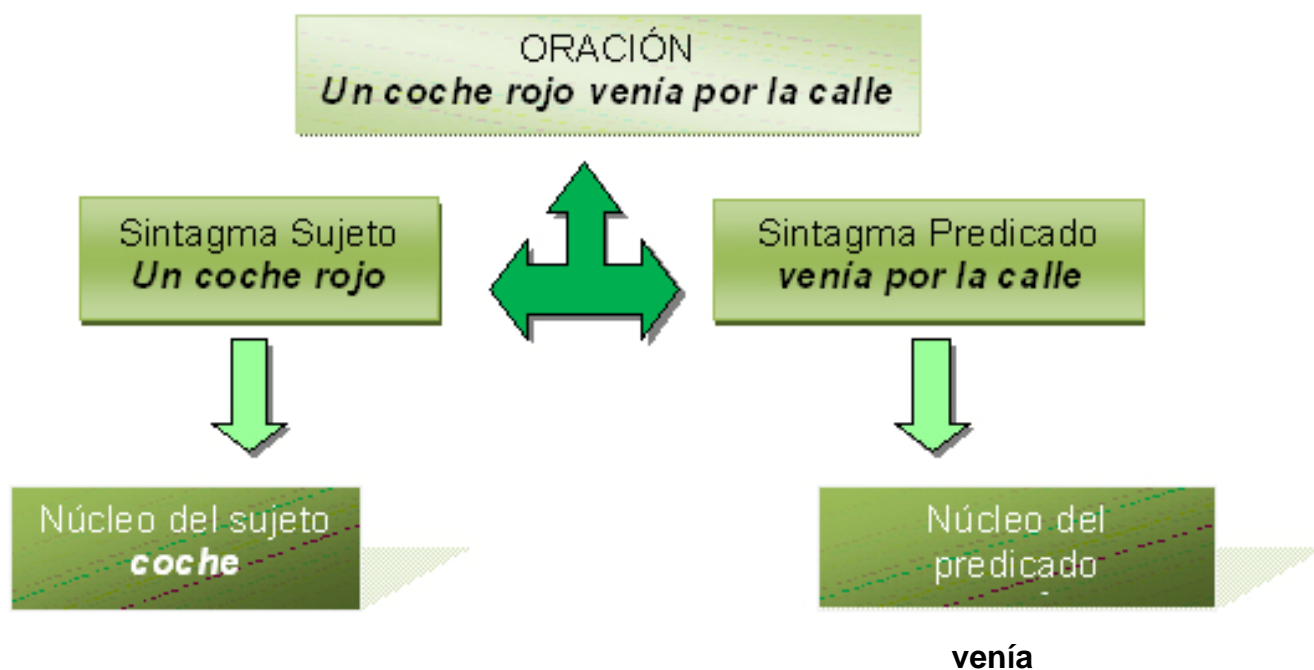 ORACIÓN
Un coche rojo venía por la calle
Sintagma Sujeto
Un coche rojo
Sintagma Predicado
venía por la calle
Núcleo del sujeto
coche
Núcleo del
predicado
venía